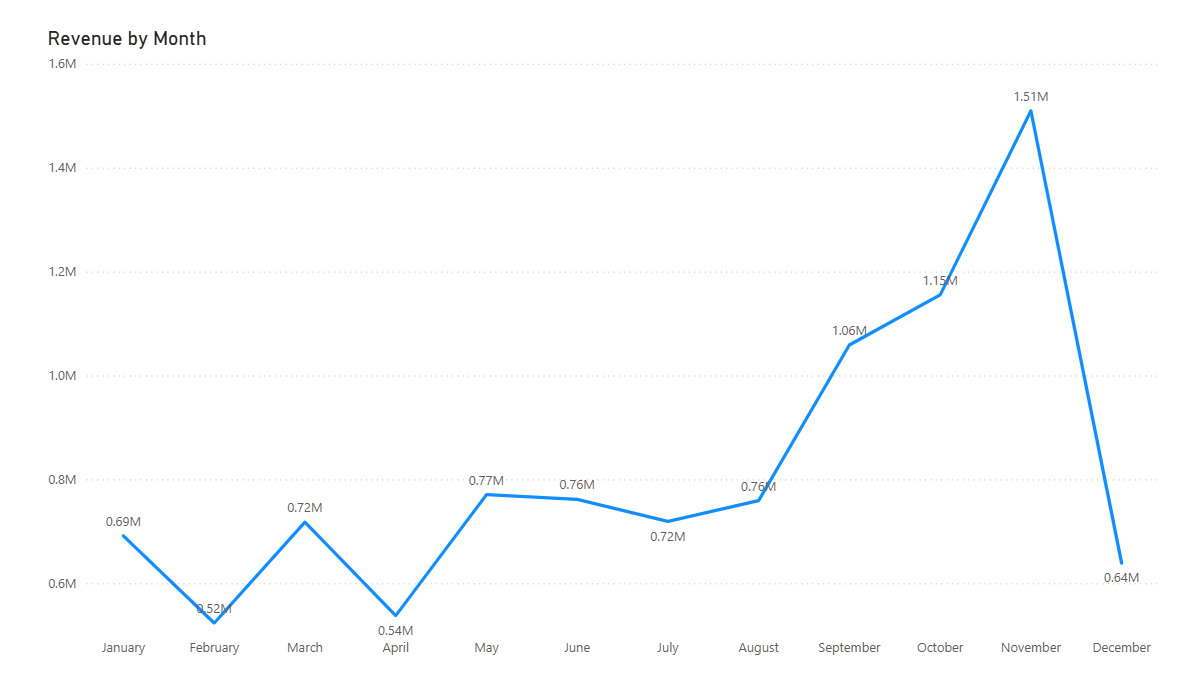 Revenue by Month
1.6M
1.51M
1.4M
1.2M
1.15M
1.06M
1.0M
0.8M
0.77M
0.76M
0.76M
0.69M
0.72M
0.72M
0.6M
0.52M
0.54M
0.64M
January February March April May June July August September October November December